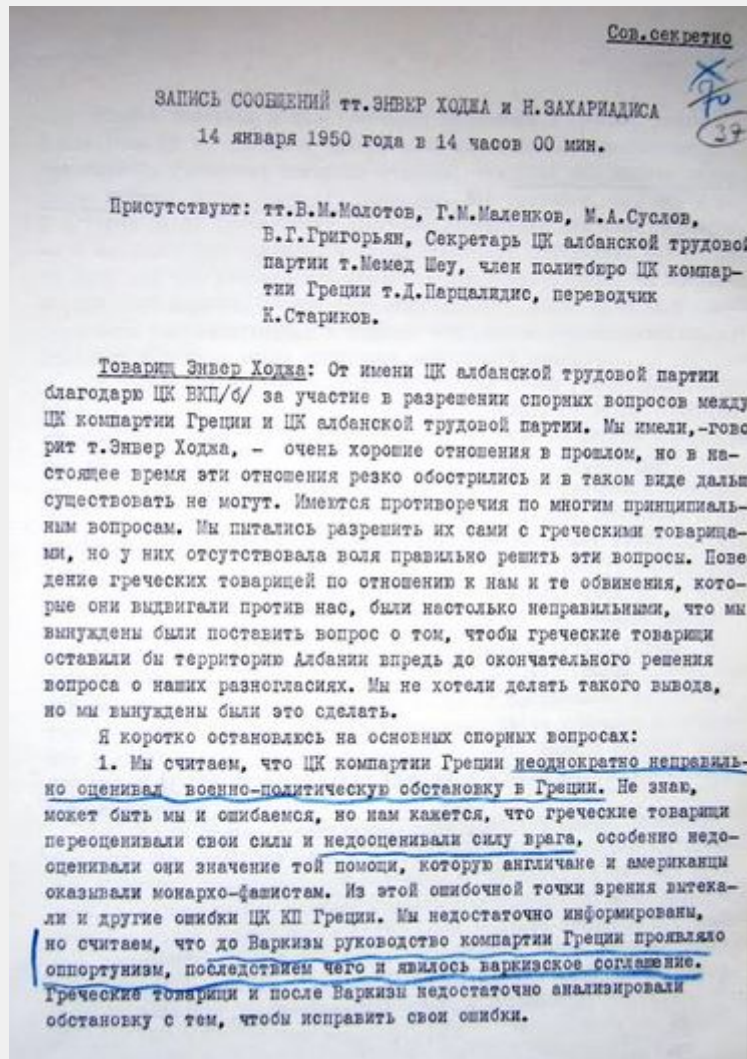 Сов.секретно
37
ЗАПИСЬ СООБЩЕНИЙ тт.ЭНВЕР ХОДЖА и Н.ЗАХАРИАДИСА
14 января 1950 года в 14 часов 00 мин.
Присутствуют: тт.В.М.Молотов, Г.М.Маленков, М.А.Суслов,
В.Г.Григорьян, Секретарь ЦК албанской трудовой
партии т.Мемед Шеу, член политбюро ЦК компар-
тии Греции т.Д.Парцалидис, переводчик
К.Стариков.
Товарищ Энвер Ходжа: От имени ЦК албанской трудовой партии
благодарю ЦК ВКП/б/ за участие в разрешении спорных вопросов между
ЦК компартии Греции и ЦК албанской трудовой партии. Мы имели,-гово
рит т.Энвер Ходжа, - очень хорошие отношения в прошлом, но в на-
стоящее время эти отношения резко обострились и в таком виде дальш
существовать не могут. Имеются противоречия по многим принципиаль-
ным вопросам. Мы пытались разрешить их сами с греческими товарища-
ми, но у них отсутствовала воля правильно решить эти вопросы. Пове
дение греческих товарищей по отношению к нам и те обвинения, кото-
рые они выдвигали против нас, были настолько неправильными, что мы
вынуждены были поставить вопрос о том, чтобы греческие товарищи
оставили бы территорию Албании впредь до окончательного решения
вопроса о наших разногласиях. Мы не хотели делать такого вывода,
но мы вынуждены были это сделать.
Я коротко остановлюсь на основных спорных вопросах:
1. Мы считаем, что ЦК компартии Греции неоднократно неправиль-
но оценивал военно-политическую обстановку в Греции. Не знаю,
может быть мы и ошибаемся, но нам кажется, что греческие товарищи
переоценивали свои силы и недооценивали силу врага, особенно недо-
оценивали они значение той помощи, которую англичане и американцы
оказывали монархо-фашистам. Из этой ошибочной точки зрения вытека-
ли и другие ошибки ЦК КП Греции. Мы недостаточно информированы,
но считаем, что до Варкизы руководство компартии Греции проявляло
оппортунизм, последствием чего и явилось варкизское соглашение.
Греческие товарищи и после Варкизы недостаточно анализировали
обстановку с тем, чтобы исправить свои ошибки.